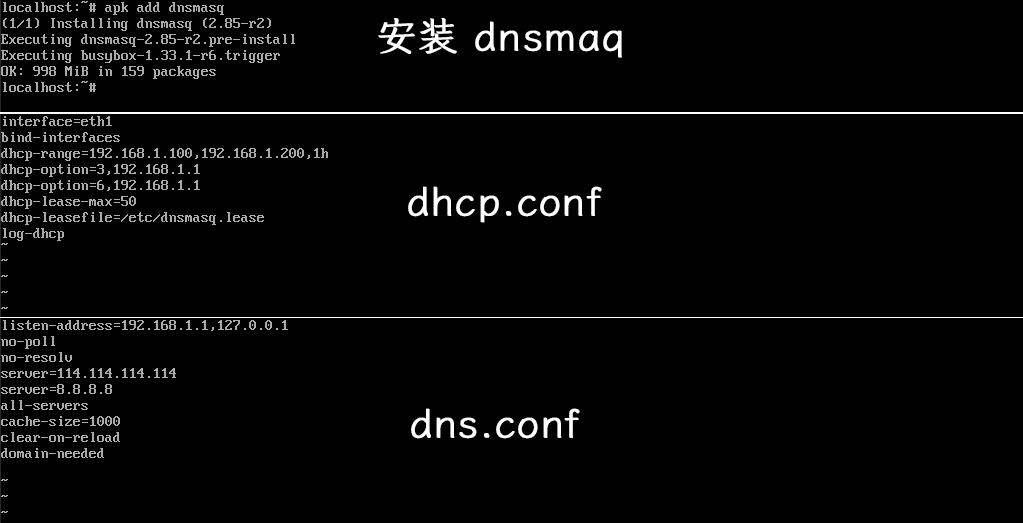 localhost:~# apk add dnsmasq
(1/1) Installing dnsmasq (2.85-r2)
Executing dnsmasq-2.85-r2.pre-install
Executing busybox-1.33.1-r6.trigger
OK: 998 MiB in 159 packages
localhost:~#
安装 dnsmaq
interface=eth1
bind-interfaces
dhcp-range=192.168.1.100,192.168.1.200,1h
dhcp-option=3,192.168.1.1
dhcp-option=6,192.168.1.1
dhcp-lease-max=50
dhcp-leasefile=/etc/dnsmasq.lease
log-dhcp
~
~
~
~
~
dhcp.conf
listen-address=192.168.1.1,127.0.0.1
no-poll
no-resolv
server=114.114.114.114
server=8.8.8.8
all-servers
cache-size=1000
clear-on-reload
domain-needed
~
~
~
dns.conf